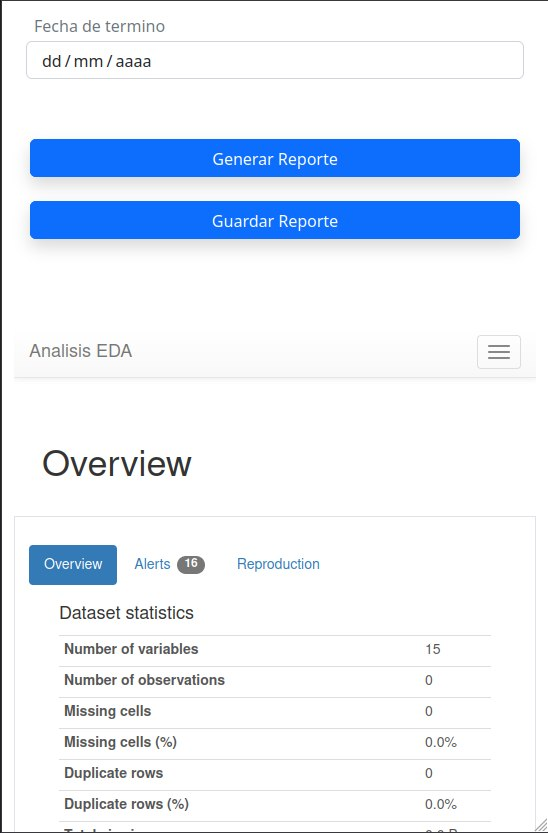 Fecha de termino
dd / mm / aaaa
Generar Reporte
Guardar Reporte
Analisis EDA
Overview
Overview Alerts 16 Reproduction
Dataset statistics
Number of variables 15
Number of observations 0
Missing cells 0
Missing cells (%) 0.0%
Duplicate rows 0
Duplicate rows (%) 0.0%